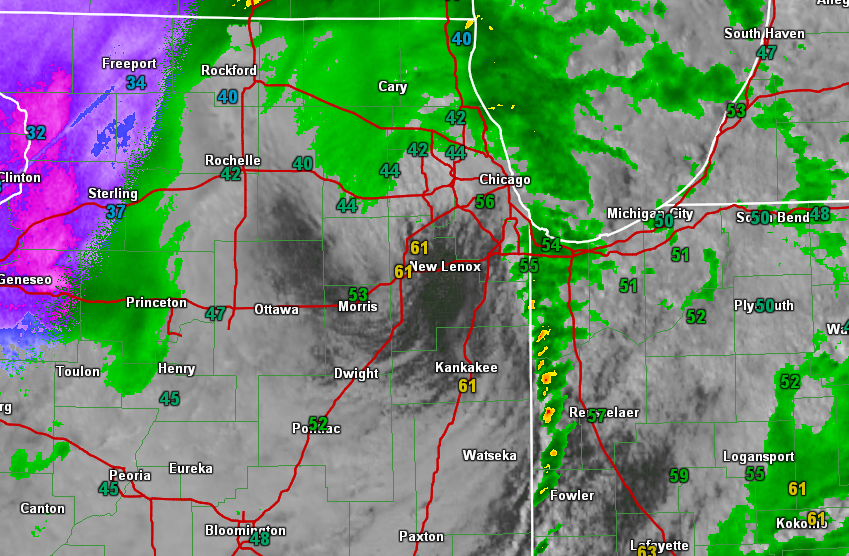 South Haven
40
47
Freeport
34
Rockford
Cary
40
53
42
32
42
44
Rochelle
42
40
44
Clinton
Chicago
Sterling
37
44
56
Michigan City
50
South Bend
50
48
61
54
New Lenox
61
55
51
Geneseo
53
51
Princeton
47
Ottawa
Morris
Plymouth
50
52
Toulon
Henry
Dwight
Kankakee
61
52
45
Rensselaer
57
52
Pontiac
Watseka
Logansport
Peoria
Eureka
59
55
45
Fowler
61
Canton
Bloomington
48
Paxton
Kokomo
61
Lafayette
63